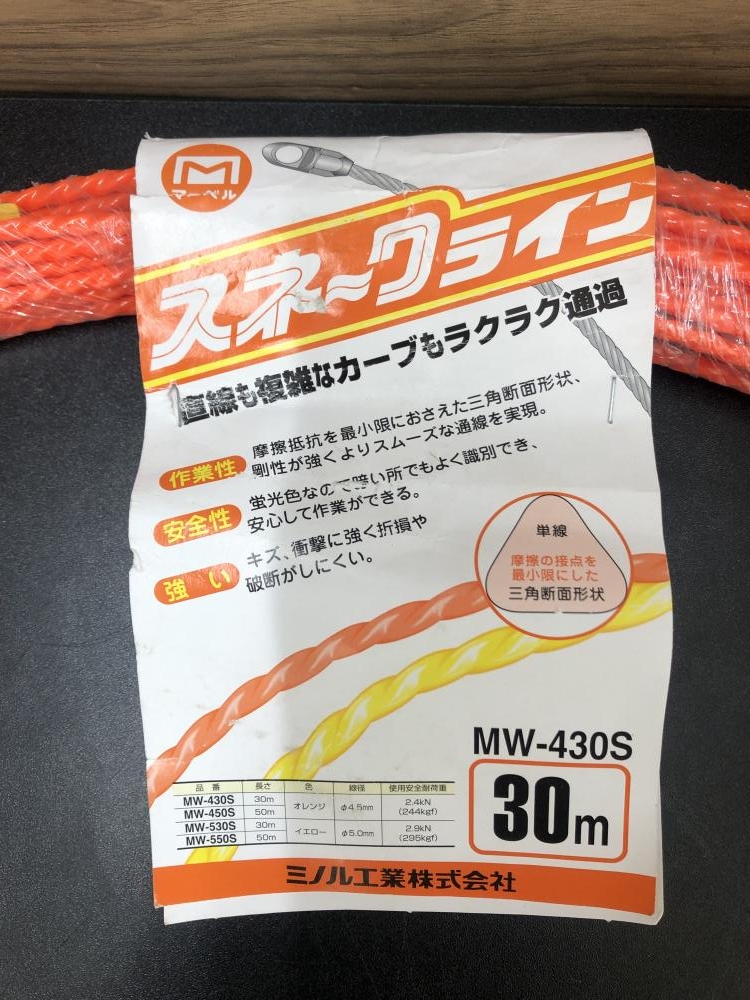 M
マーベル
スネークライン
直線も複雑なカーブもラクラク通過
作業性
摩擦抵抗を最小限におさえた三角断面形状、
剛性が強くよりスムーズな通線を実現。
安全性
蛍光色なので暗い所でもよく識別でき、
安心して作業ができる。
強い
キズ、衝撃に強く折損や
破断がしにくい。
単線
摩擦の接点を
最小限にした
三角断面形状
MW-430S
30m
品番 長さ 色 線径 使用安全耐荷重
MW-430S 30m オレンジ φ4.5mm 2.4kN (244kgf)
MW-450S 50m
MW-530S 30m イエロー φ5.0mm 2.9kN (295kgf)
MW-550S 50m
ミノル工業株式会社